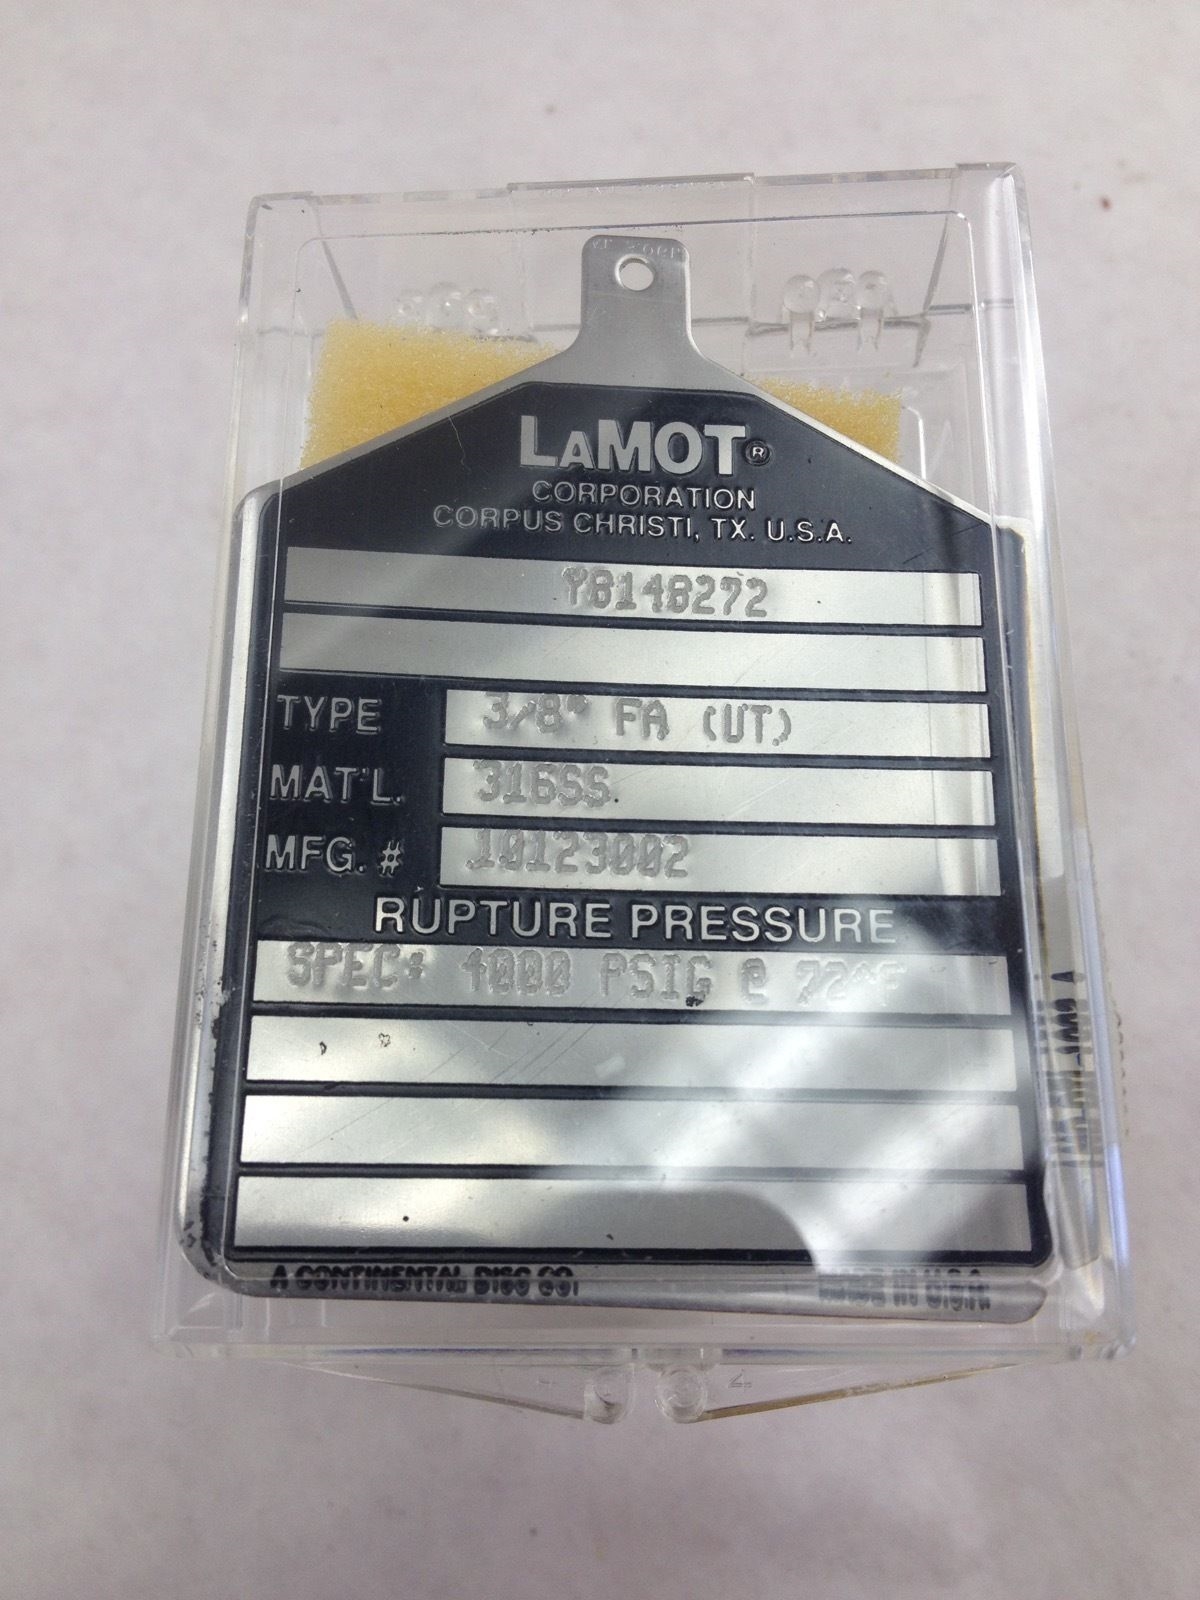 LAMOT®
CORPORATION
CORPUS CHRISTI, TX. U.S.A.
Y8148272
TYPE 3/8" FA (UT)
MAT'L. 316SS
MFG. # 10123002
RUPTURE PRESSURE
SPEC: 4000 PSIG @ 72°F
A CONTINENTAL DISC CO.
MADE IN U.S.A.